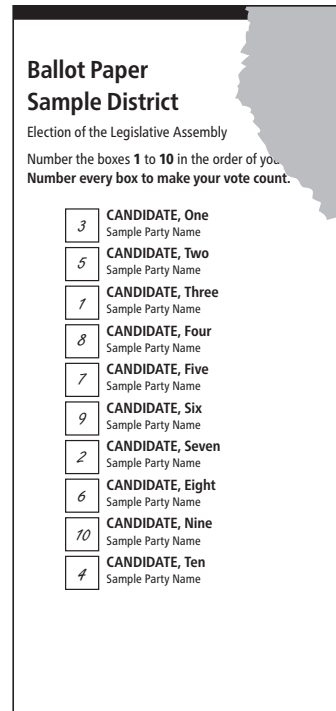 Ballot Paper
Sample District
Election of the Legislative Assembly
Number the boxes 1 to 10 in the order of
Number every box to make your vote count.
3 CANDIDATE, One
Sample Party Name
5 CANDIDATE, Two
Sample Party Name
1 CANDIDATE, Three
Sample Party Name
8 CANDIDATE, Four
Sample Party Name
7 CANDIDATE, Five
Sample Party Name
9 CANDIDATE, Six
Sample Party Name
2 CANDIDATE, Seven
Sample Party Name
6 CANDIDATE, Eight
Sample Party Name
10 CANDIDATE, Nine
Sample Party Name
4 CANDIDATE, Ten
Sample Party Name